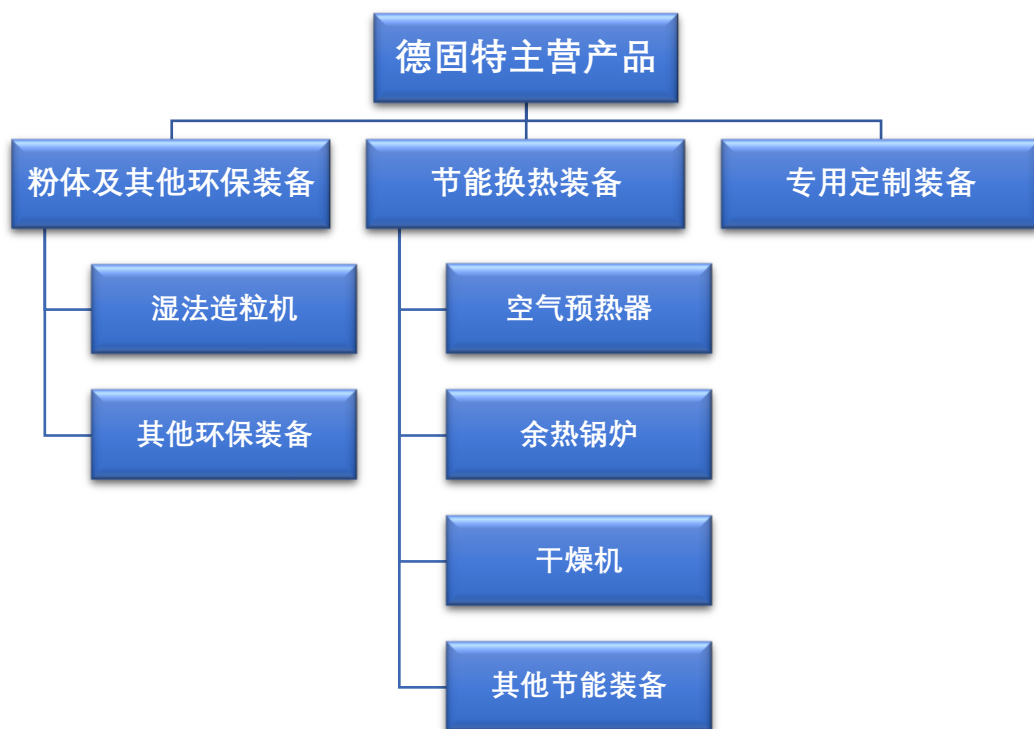 德固特主营产品
粉体及其他环保装备
节能换热装备
专用定制装备
湿法造粒机
空气预热器
其他环保装备
余热锅炉
干燥机
其他节能装备